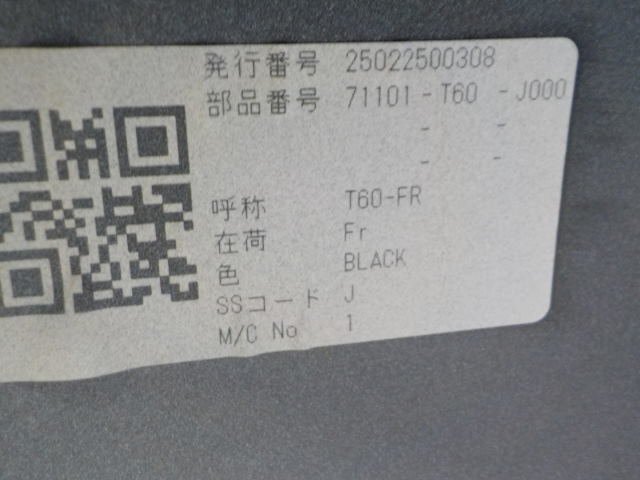 発行番号 25022500308
部品番号 71101-T60 -J000
- -
- -
呼称 T60-FR
在荷 Fr
色 BLACK
SSコード J
M/C No 1